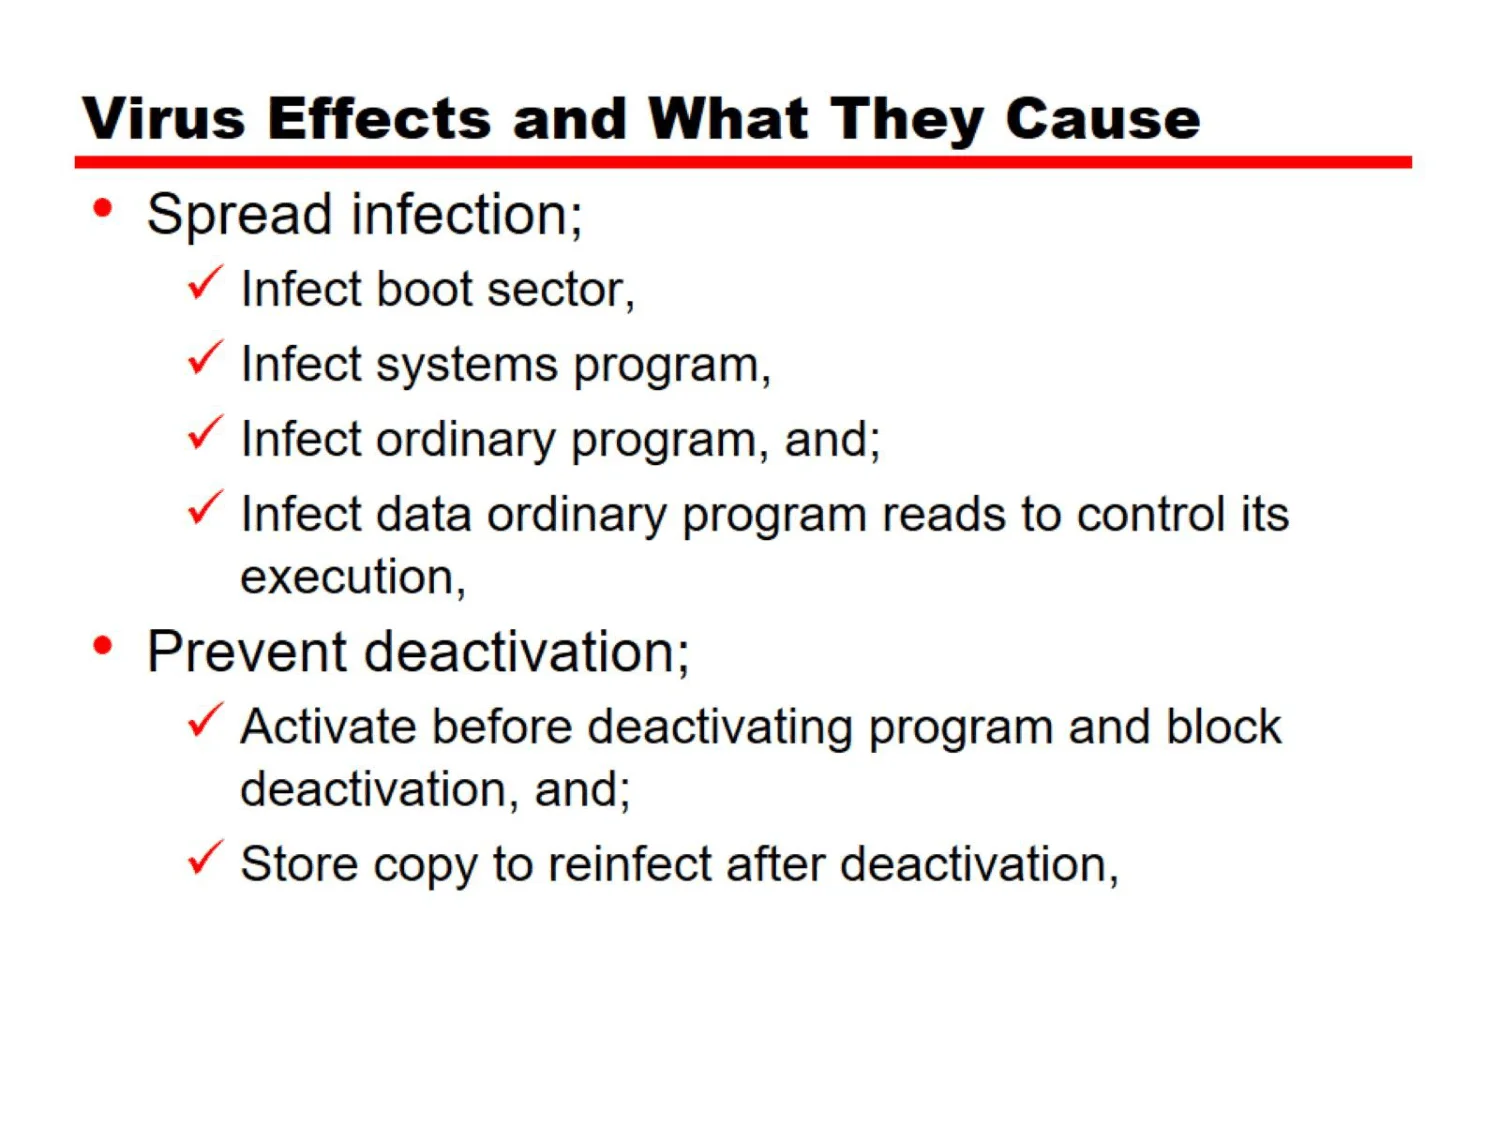 Virus Effects and What They Cause
• Spread infection;
✓ Infect boot sector,
✓ Infect systems program,
✓ Infect ordinary program, and;
✓ Infect data ordinary program reads to control its
execution,
• Prevent deactivation;
✓ Activate before deactivating program and block
deactivation, and;
✓ Store copy to reinfect after deactivation,